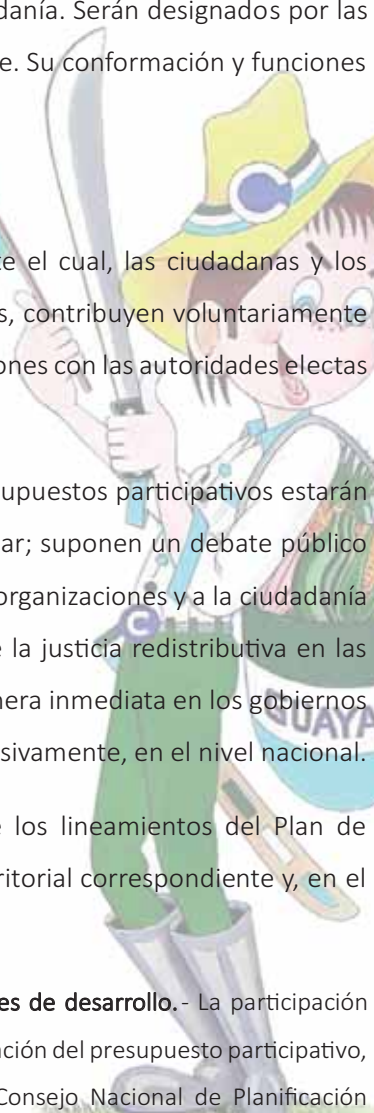 danía. Serán designados por las
e. Su conformación y funciones
e el cual, las ciudadanas y los
s, contribuyen voluntariamente
ones con las autoridades electas
supuestos participativos estarán
ar; suponen un debate público
organizaciones y a la ciudadanía
e la justicia redistributiva en las
nera inmediata en los gobiernos
GUAYA
esivamente, en el nivel nacional.
e los lineamientos del Plan de
ritorial correspondiente y, en el
es de desarrollo.- La participación
ación del presupuesto participativo,
Consejo Nacional de Planificación